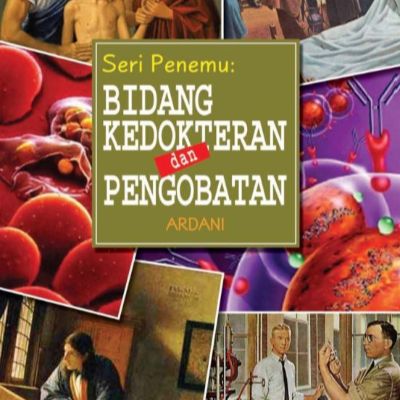 Seri Penemu:
BIDANG
KEDOKTERAN
dan
PENGOBATAN
ARDANI